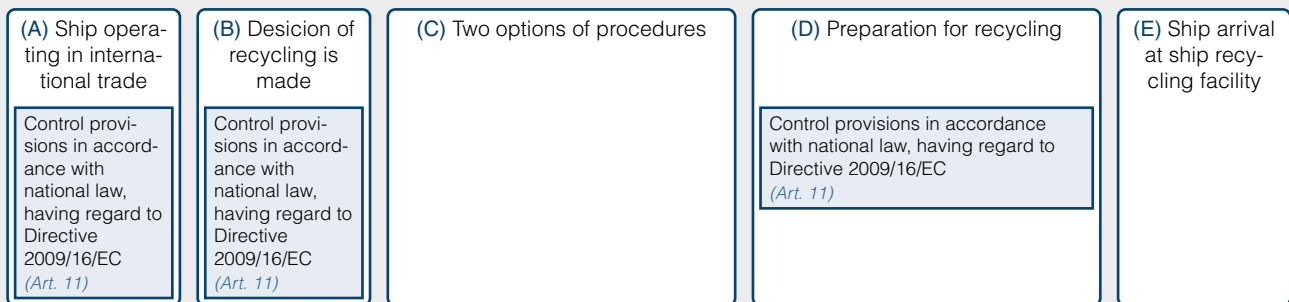 (A) Ship opera-
ting in interna-
tional trade
Control provi-
sions in accord-
ance with
national law,
having regard to
Directive
2009/16/EC
(Art. 11)
(B) Desicion of
recycling is
made
Control provi-
sions in accord-
ance with
national law,
having regard to
Directive
2009/16/EC
(Art. 11)
(C) Two options of procedures
(D) Preparation for recycling
Control provisions in accordance
with national law, having regard to
Directive 2009/16/EC
(Art. 11)
(E) Ship arrival
at ship recy-
cling facility